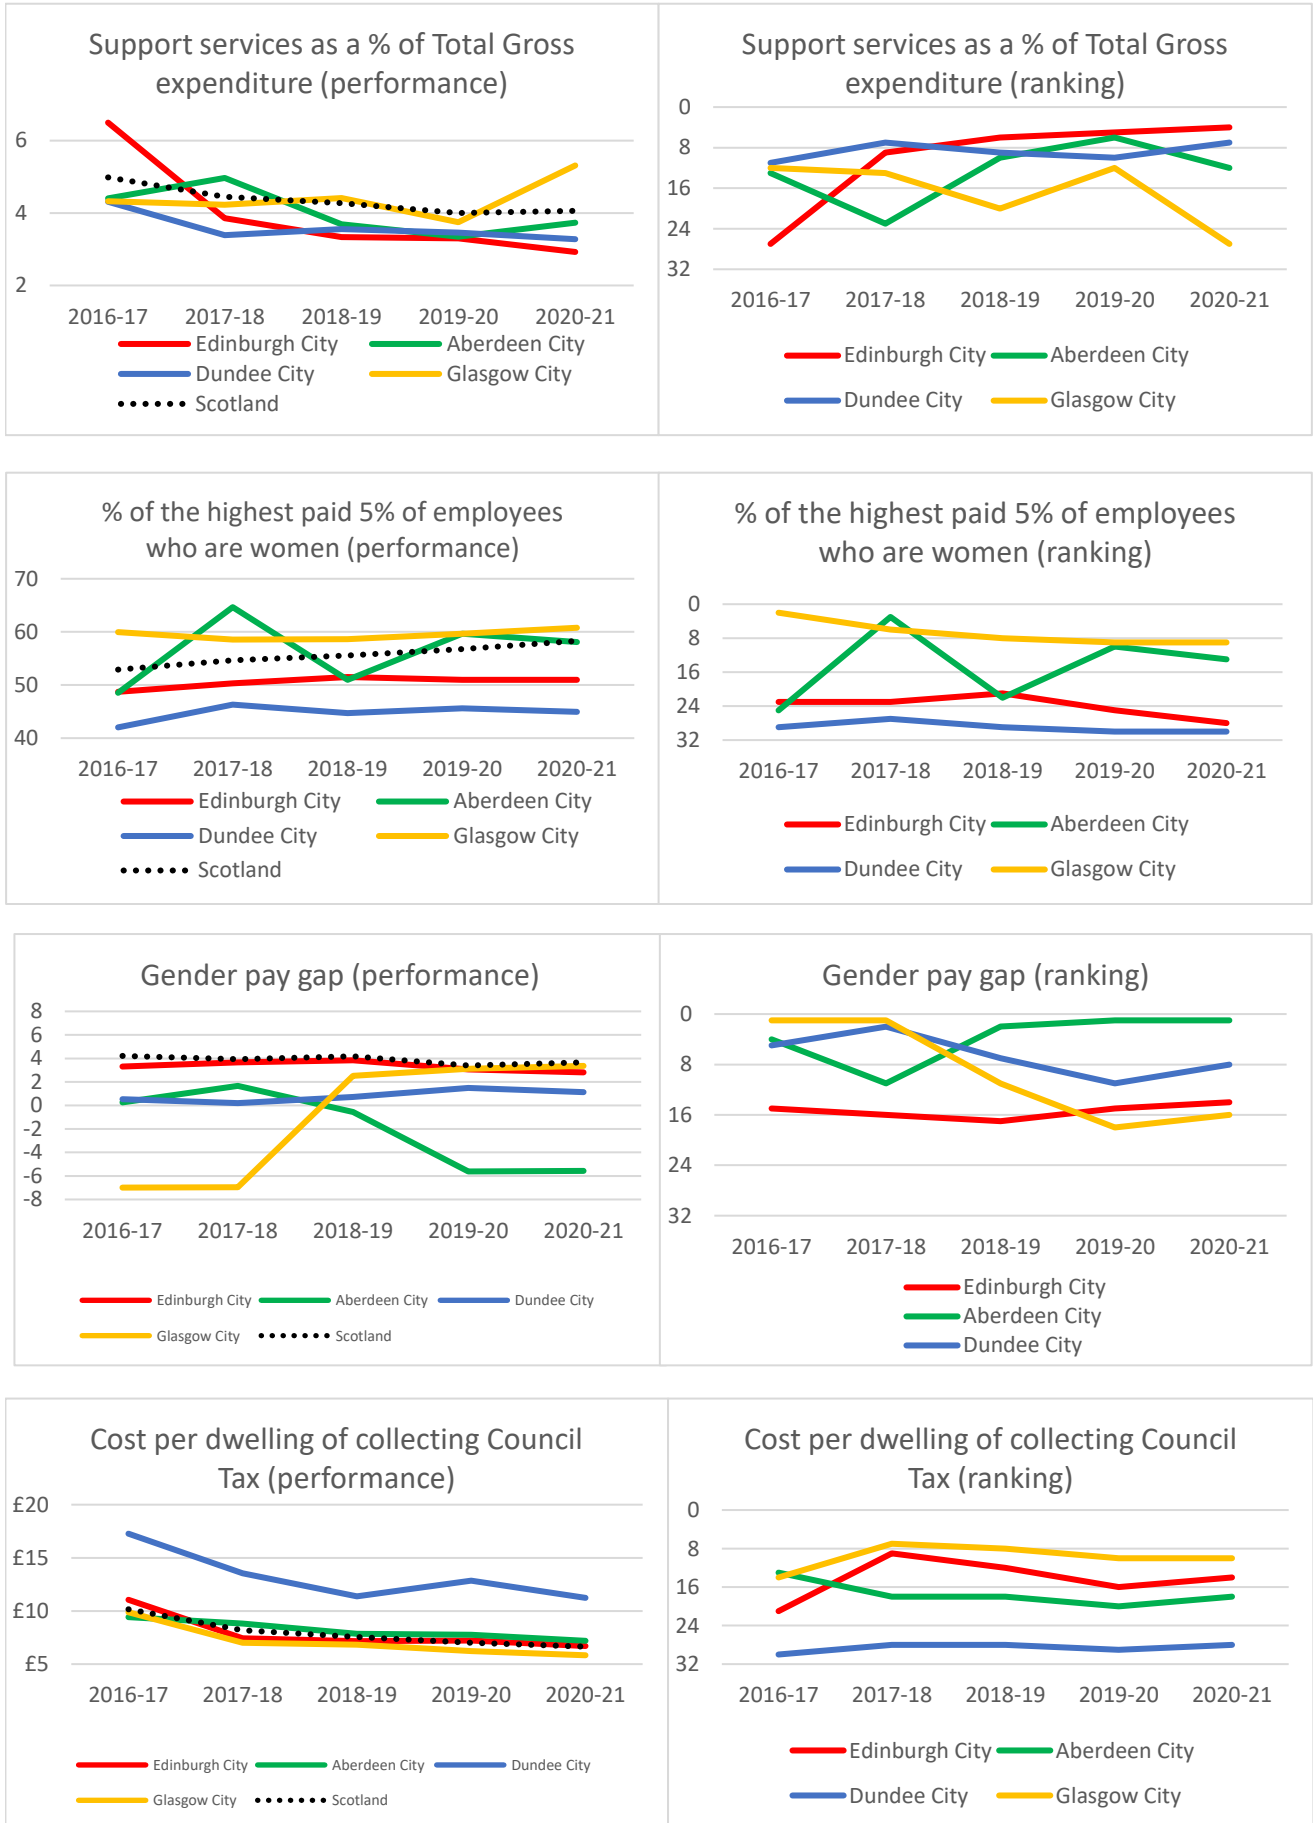 Support services as a % of Total Gross
expenditure (performance)
6
4
2
2016-17 2017-18 2018-19 2019-20 2020-21
Edinburgh City Aberdeen City
Dundee City Glasgow City
Scotland
Support services as a % of Total Gross
expenditure (ranking)
0
8
16
24
32
2016-17 2017-18 2018-19 2019-20 2020-21
Edinburgh City Aberdeen City
Dundee City Glasgow City
% of the highest paid 5% of employees
who are women (performance)
70
60
50
40
2016-17 2017-18 2018-19 2019-20 2020-21
Edinburgh City Aberdeen City
Dundee City Glasgow City
Scotland
% of the highest paid 5% of employees
who are women (ranking)
0
8
16
24
32
2016-17 2017-18 2018-19 2019-20 2020-21
Edinburgh City Aberdeen City
Dundee City Glasgow City
Gender pay gap (performance)
8
6
4
2
0
-2
-4
-6
-8
2016-17 2017-18 2018-19 2019-20 2020-21
Edinburgh City Aberdeen City Dundee City
Glasgow City Scotland
Gender pay gap (ranking)
0
8
16
24
32
2016-17 2017-18 2018-19 2019-20 2020-21
Edinburgh City
Aberdeen City
Dundee City
Cost per dwelling of collecting Council
Tax (performance)
£20
£15
£10
£5
2016-17 2017-18 2018-19 2019-20 2020-21
Edinburgh City Aberdeen City Dundee City
Glasgow City Scotland
Cost per dwelling of collecting Council
Tax (ranking)
0
8
16
24
32
2016-17 2017-18 2018-19 2019-20 2020-21
Edinburgh City Aberdeen City
Dundee City Glasgow City